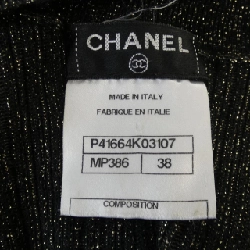 CHANEL
MADE IN ITALY
FABRIQUE EN ITALIE
P41664K03107
MP386 38
COMPOSITION